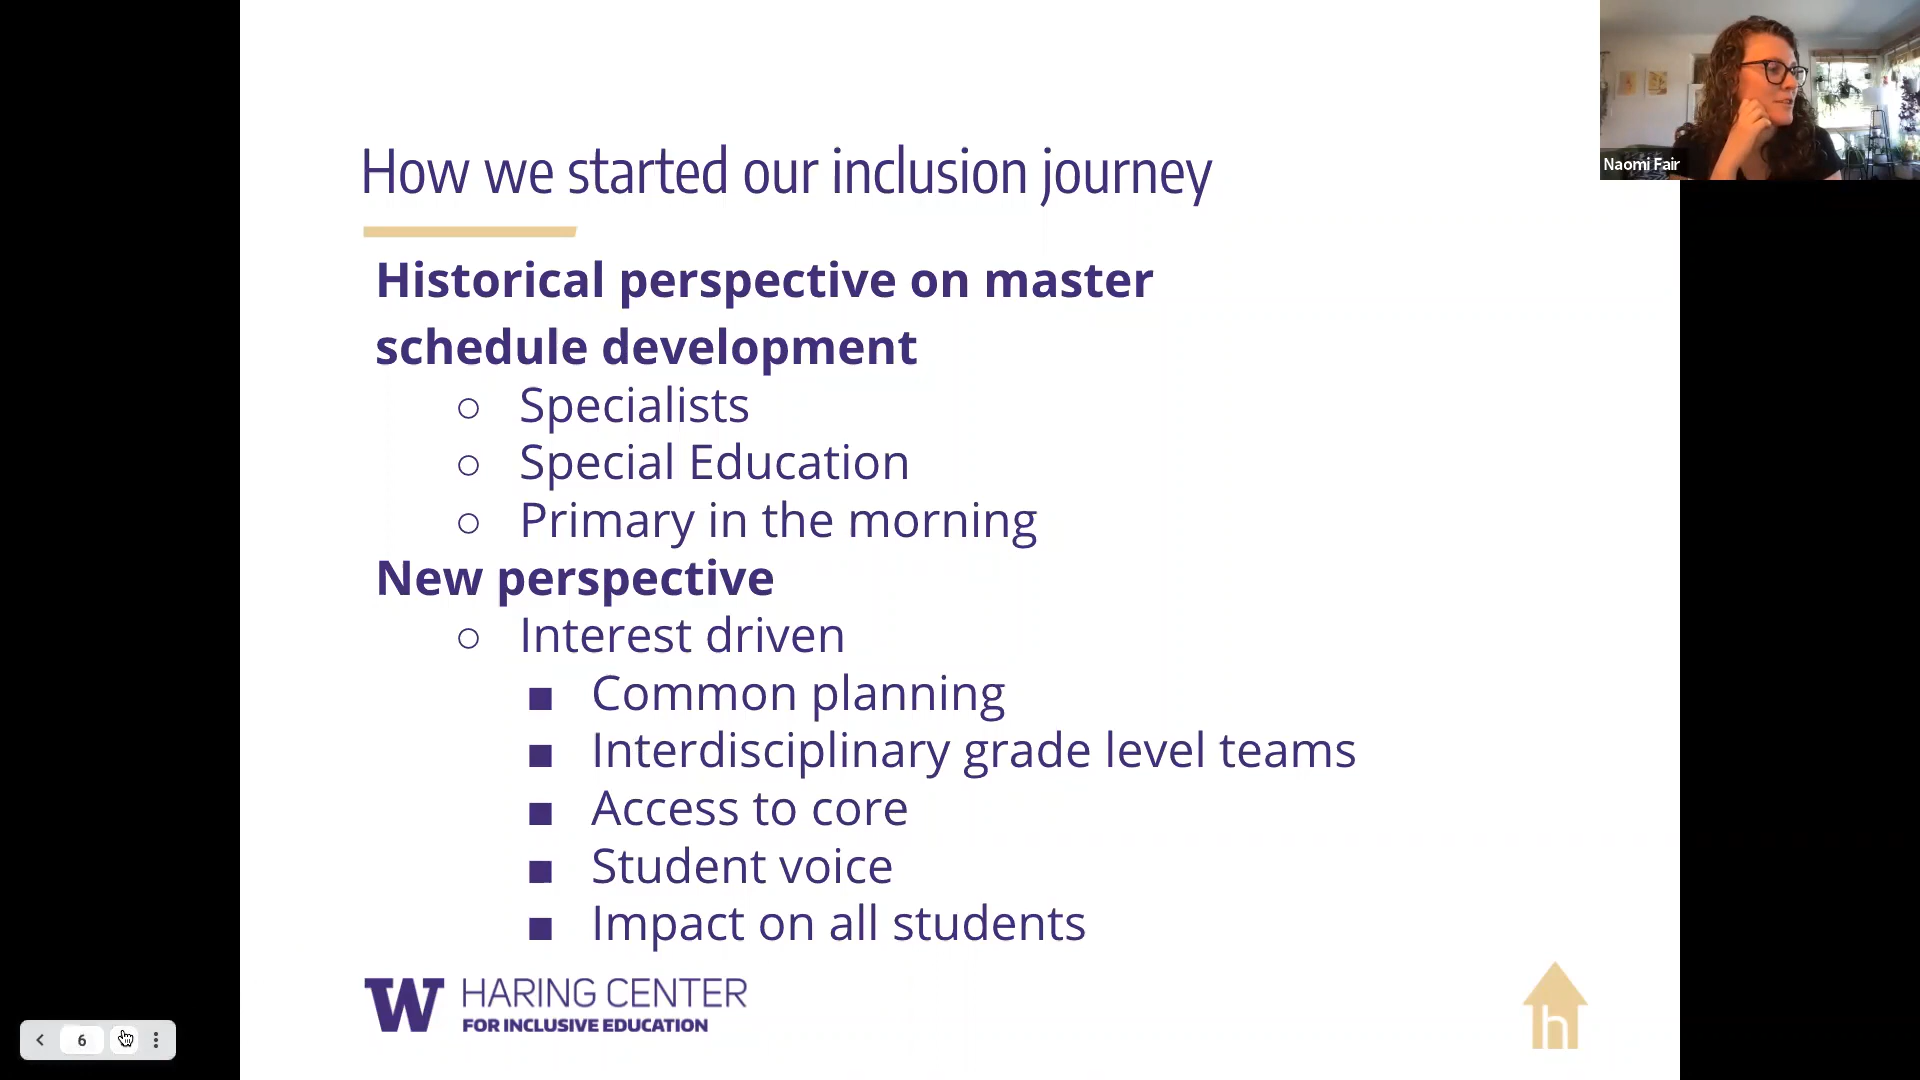 How we started our inclusion journey
Naomi Fair
Historical perspective on master
schedule development
○ Specialists
○ Special Education
○ Primary in the morning
New perspective
○ Interest driven
■ Common planning
■ Interdisciplinary grade level teams
■ Access to core
■ Student voice
■ Impact on all students
W HARING CENTER
FOR INCLUSIVE EDUCATION
h
6